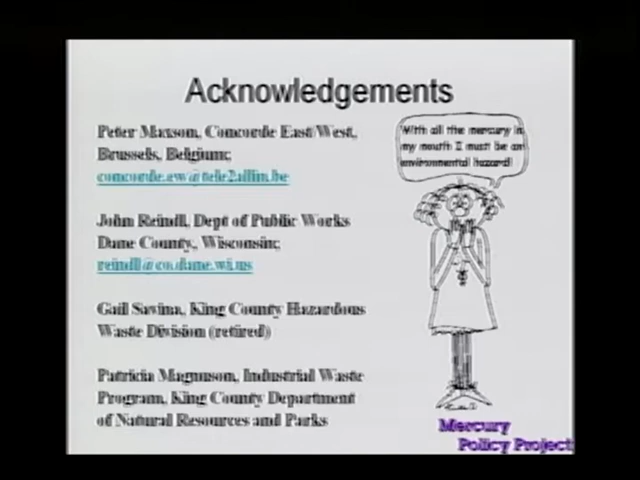 Acknowledgements
Peter Maxson, Concorde East/West,
Brussels, Belgium;
concorde.ew@tele2allin.be
John Reindl, Dept of Public Works
Dane County, Wisconsin;
reindl@co.dane.wi.us
Gail Savina, King County Hazardous
Waste Division (retired)
Patricia Magnuson, Industrial Waste
Program, King County Department
of Natural Resources and Parks
With all the mercury in
my mouth I must be an
environmental hazard!
Mercury
Policy Project